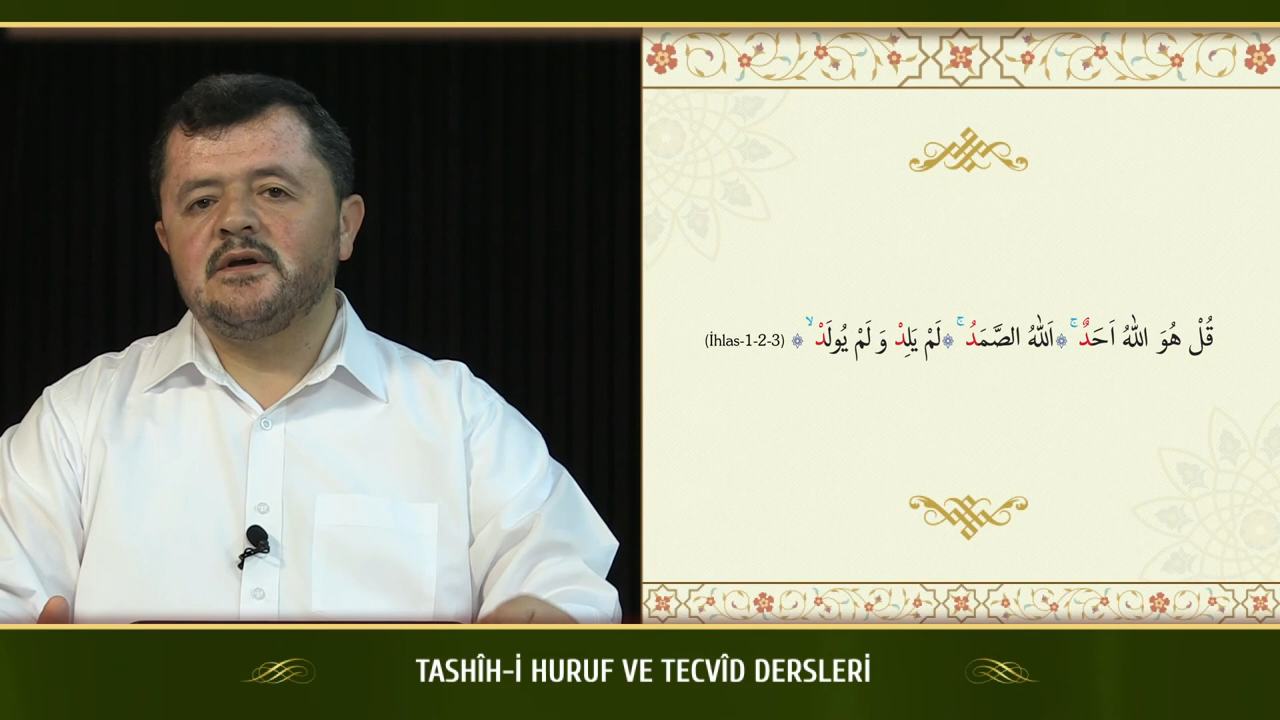 قُلْ هُوَ اللّٰهُ اَحَدٌۚ ۞ اَللّٰهُ الصَّمَدُۚ ۞ لَمْ يَلِدْ وَ لَمْ يُولَدْۙ ۞ (İhlas-1-2-3)
TASHÎH-İ HURUF VE TECVÎD DERSLERİ